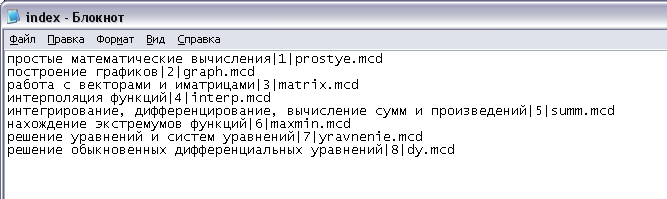 index - Блокнот
Файл Правка Формат Вид Справка
простые математические вычисления|1|prostye.mcd
построение графиков|2|graph.mcd
работа с векторами и иматрицами|3|matrix.mcd
интерполяция функций|4|interp.mcd
интегрирование, дифференцирование, вычисление сумм и произведений|5|summ.mcd
нахождение экстремумов функций|6|maxmin.mcd
решение уравнений и систем уравнений|7|yravnenie.mcd
решение обыкновенных дифференциальных уравнений|8|dy.mcd